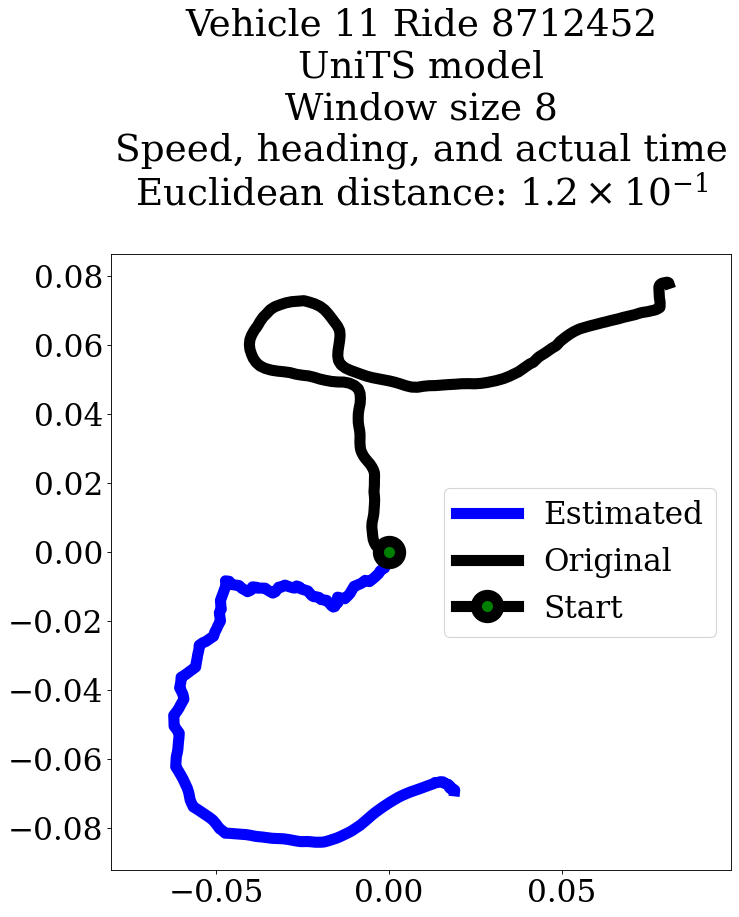 Vehicle 11 Ride 8712452
UniTS model
Window size 8
Speed, heading, and actual time
Euclidean distance: 1.2 × 10⁻¹
0.08
0.06
0.04
0.02
0.00
−0.02
−0.04
−0.06
−0.08
Estimated
Original
Start
−0.05 0.00 0.05